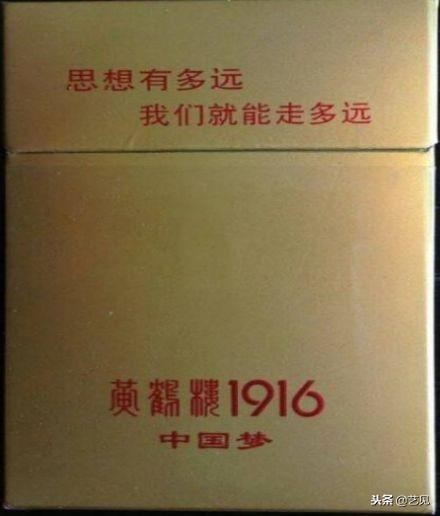 思想有多远
我们就能走多远
黄鹤楼1916
中国梦
头条 @艺见